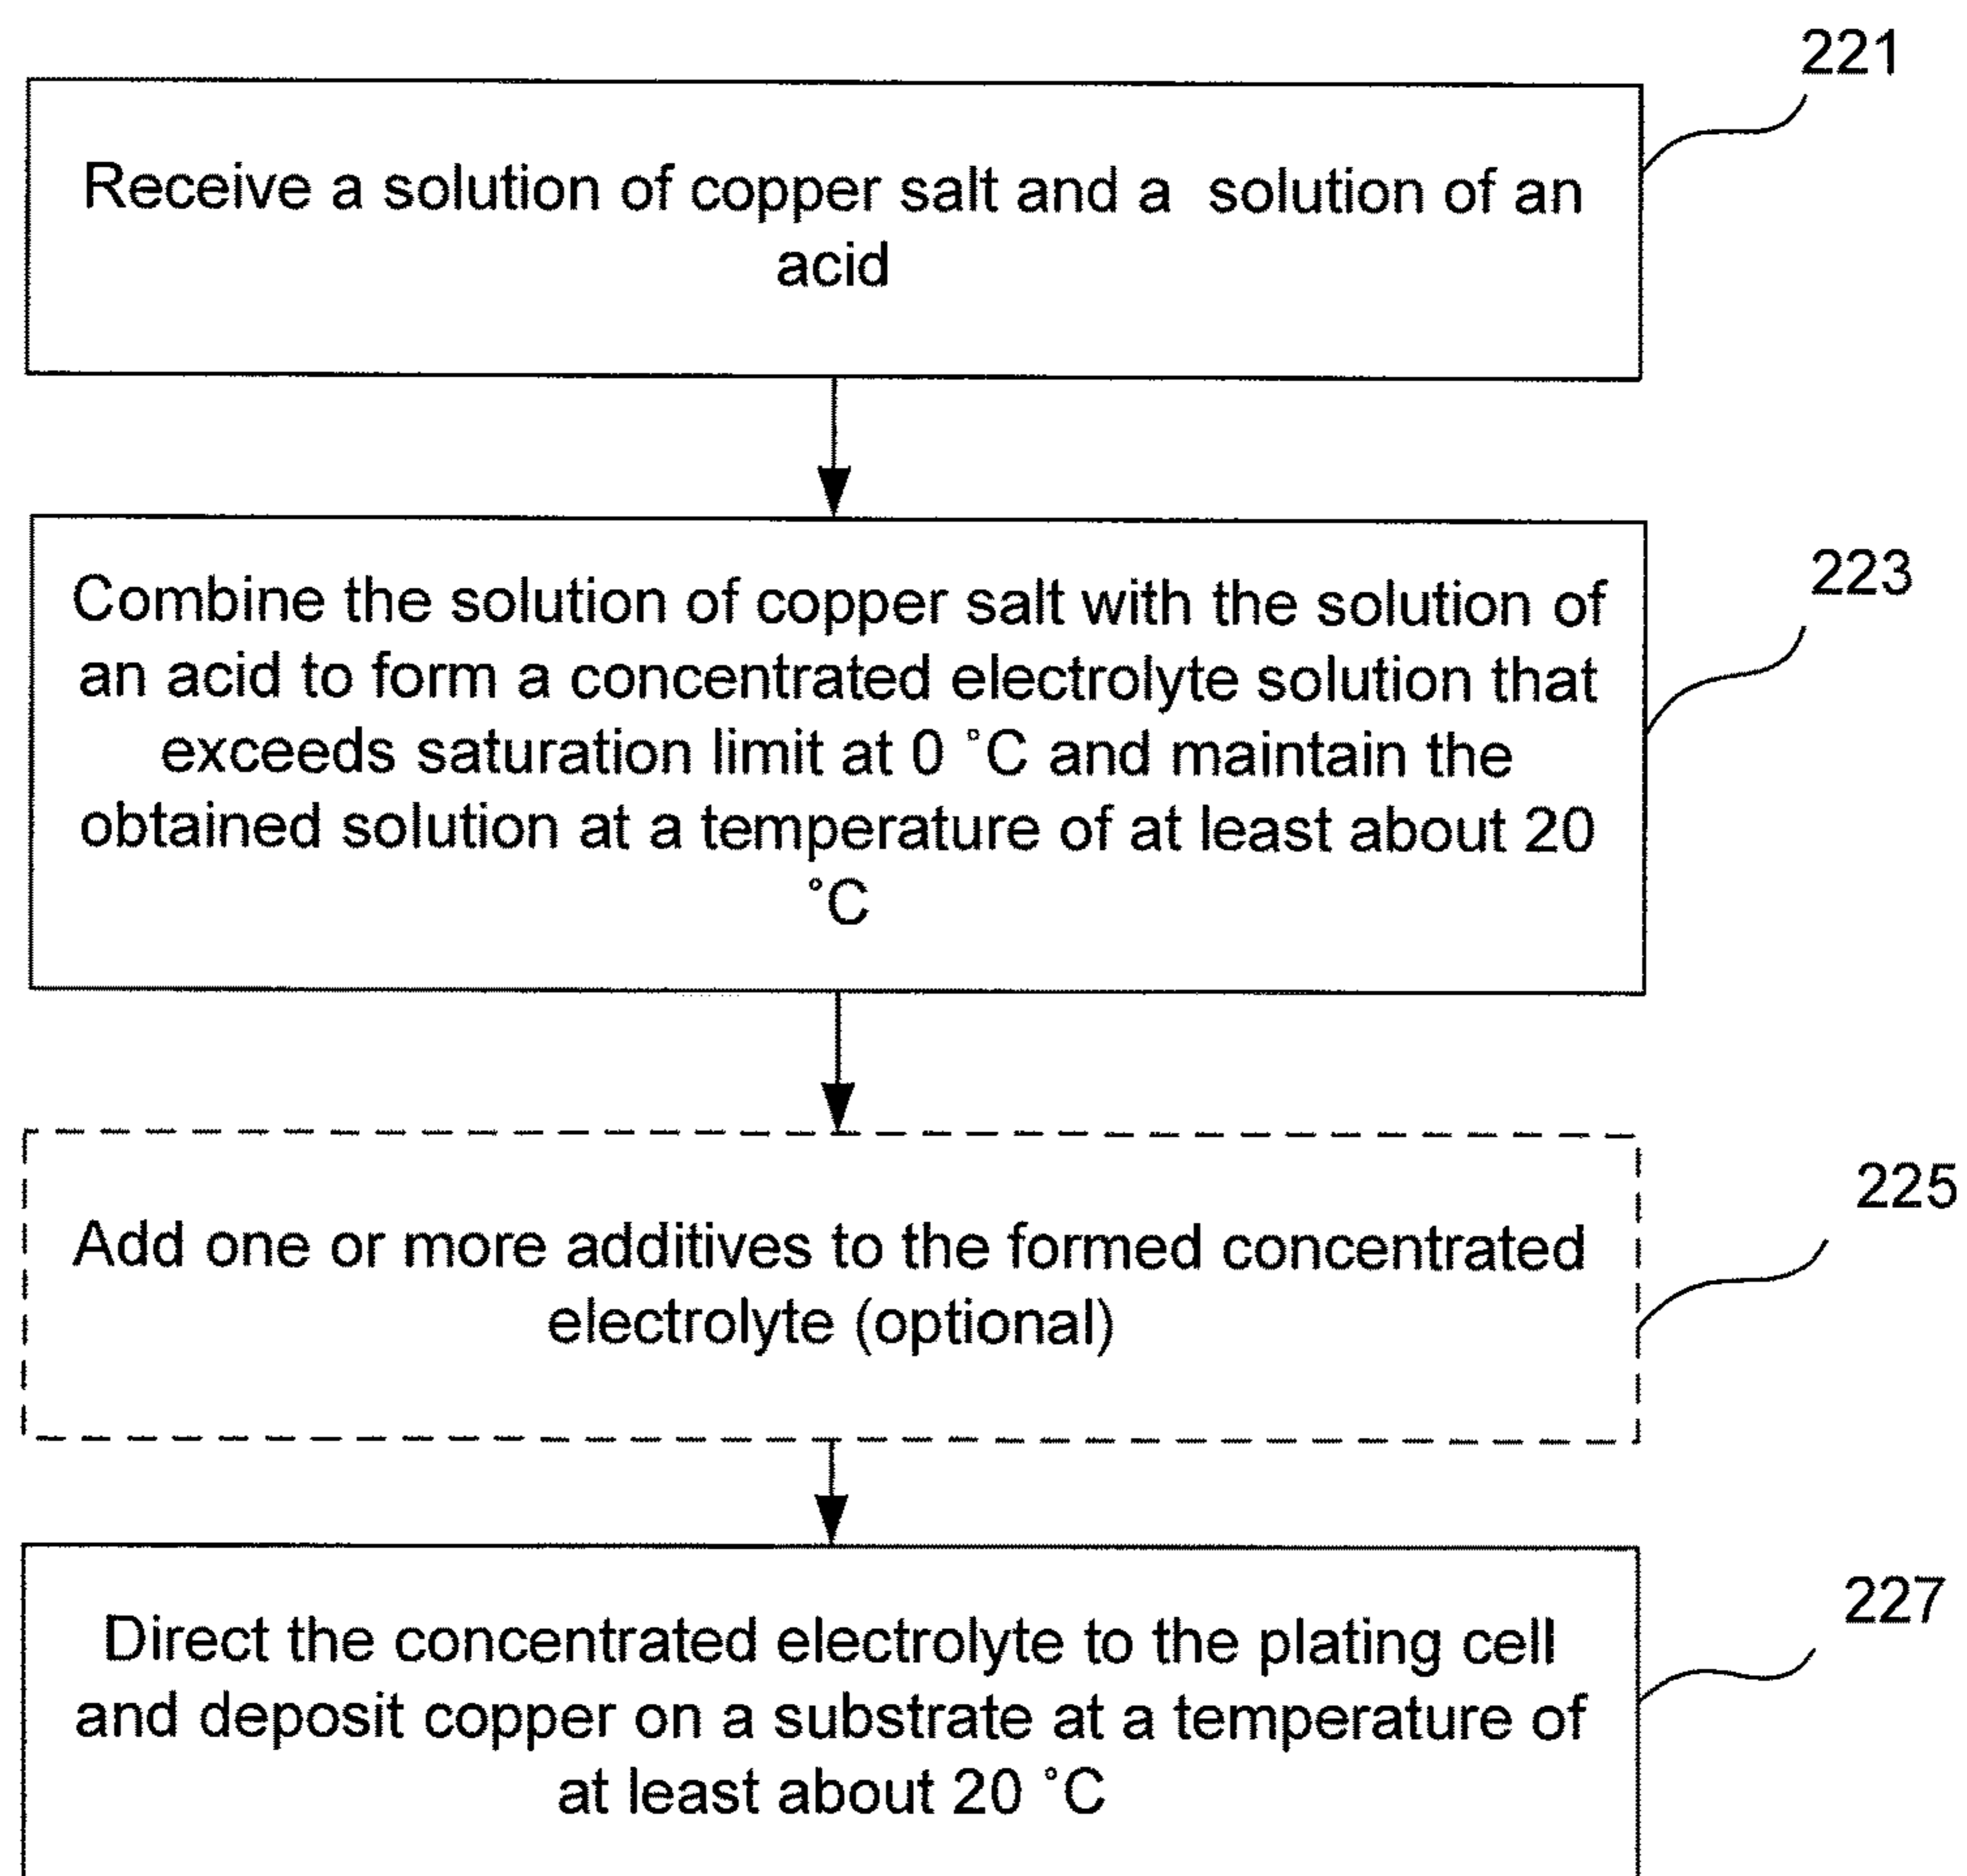 221
Receive a solution of copper salt and a solution of an
acid
223
Combine the solution of copper salt with the solution of
an acid to form a concentrated electrolyte solution that
exceeds saturation limit at 0 °C and maintain the
obtained solution at a temperature of at least about 20
°C
225
Add one or more additives to the formed concentrated
electrolyte (optional)
227
Direct the concentrated electrolyte to the plating cell
and deposit copper on a substrate at a temperature of
at least about 20 °C